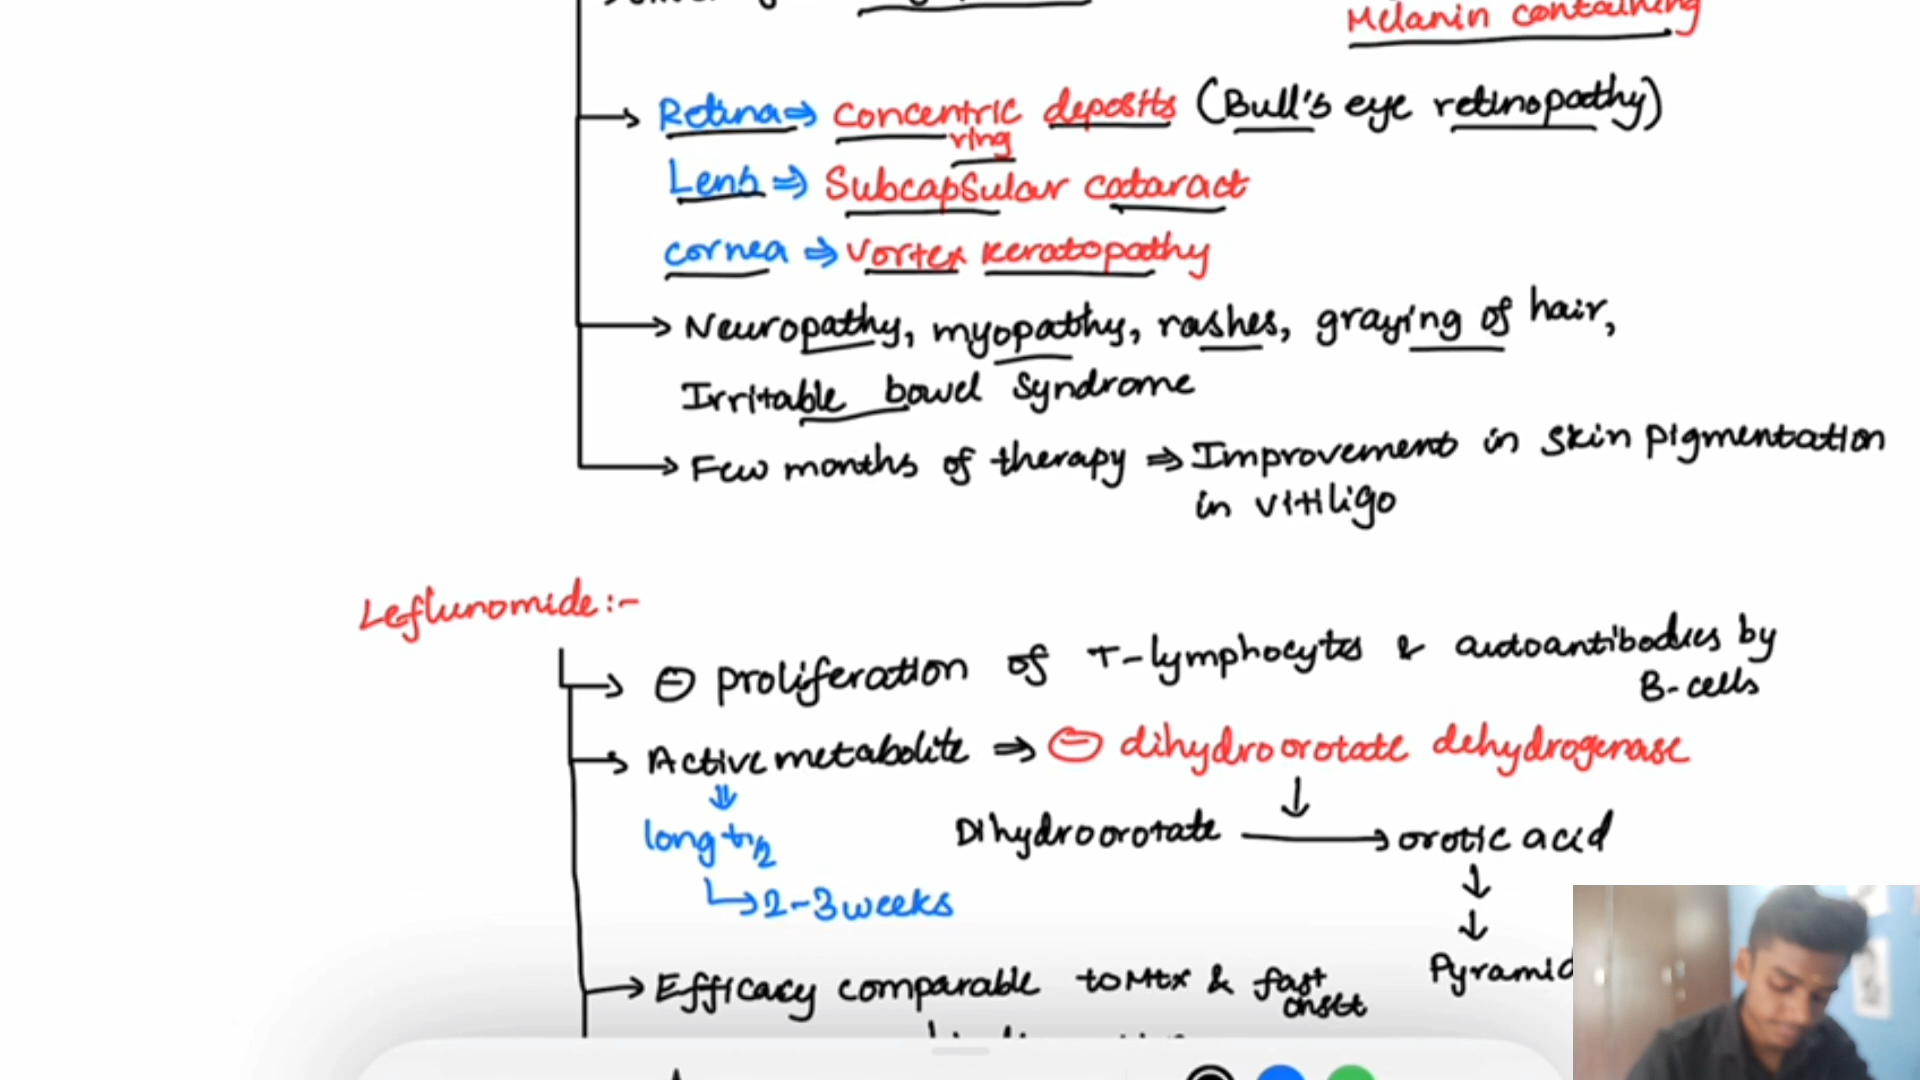 Melanin containing
Retina ⇒ concentric ring deposits (Bull's eye retinopathy)
Lens ⇒ Subcapsular cataract
cornea ⇒ Vortex keratopathy
→ Neuropathy, myopathy, rashes, graying of hair,
Irritable bowel syndrome
→ Few months of therapy ⇒ Improvement in skin pigmentation
in vitiligo
Leflunomide:-
→ ⊖ proliferation of T-lymphocytes & autoantibodies by
B-cells
→ Active metabolite ⇒ ⊖ dihydroorotate dehydrogenase
↓
long t1/2
Dihydroorotate → orotic acid
→ 2-3 weeks
Pyramid
→ Efficacy comparable to Mtx & fast
onset